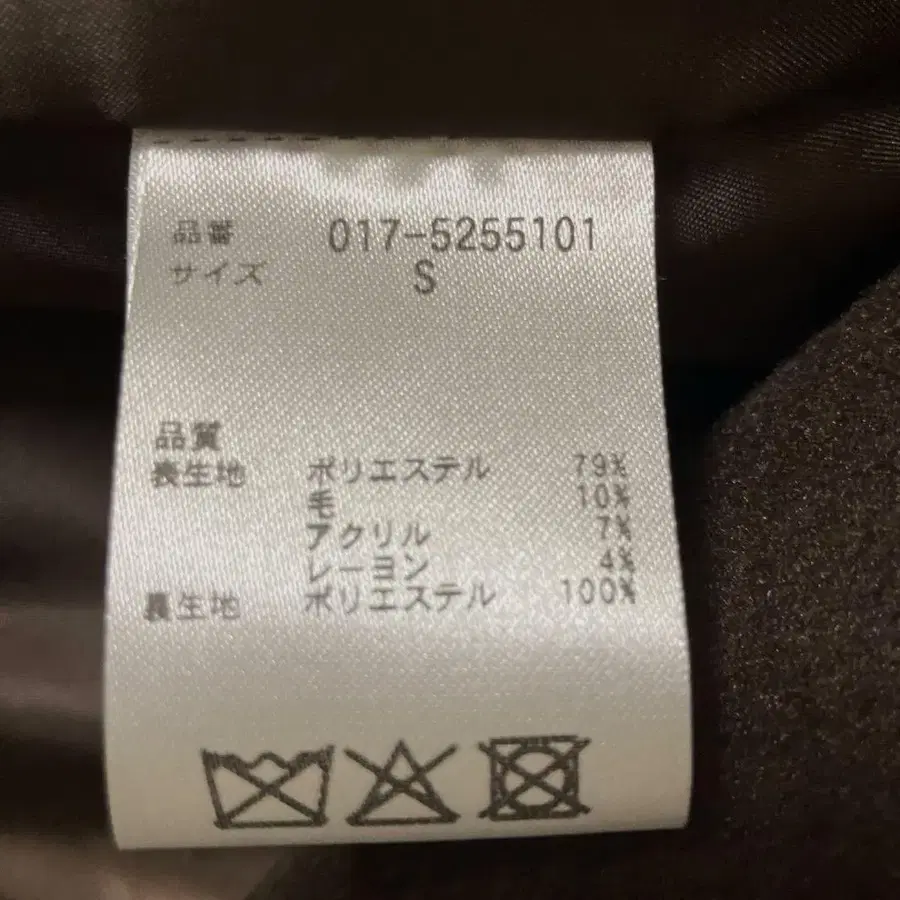 品番 017-5255101
サイズ S
品質
表生地 ポリエステル 79%
毛 10%
アクリル 7%
レーヨン 4%
裏生地 ポリエステル 100%